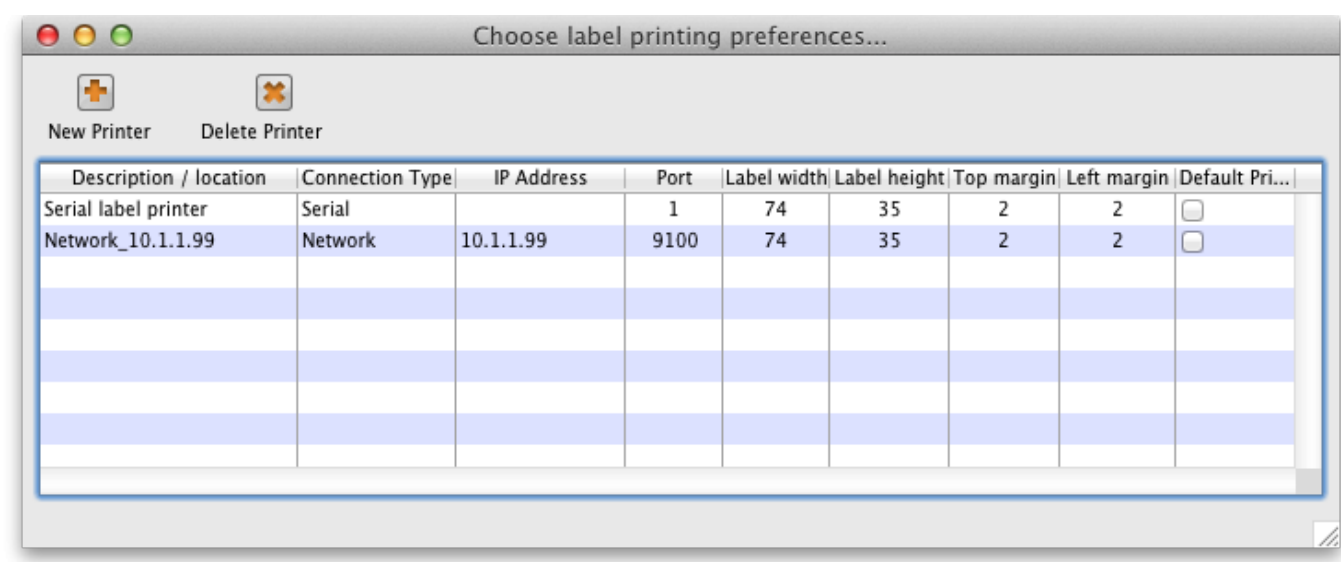 Choose label printing preferences...
New Printer Delete Printer
Description / location Connection Type IP Address Port Label width Label height Top margin Left margin Default Pri...
Serial label printer Serial 1 74 35 2 2
Network_10.1.1.99 Network 10.1.1.99 9100 74 35 2 2